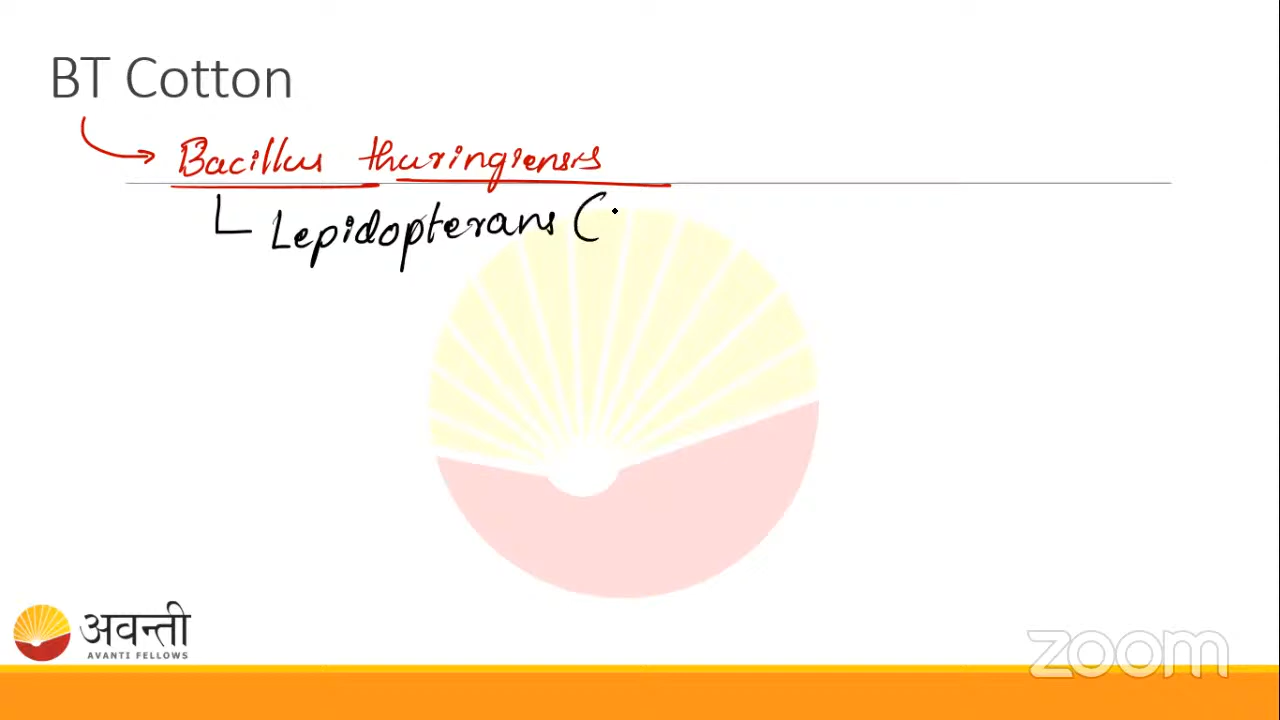 BT Cotton
Bacillus thuringiensis
Lepidopterans (
अवन्ती
AVANTI FELLOWS
zoom